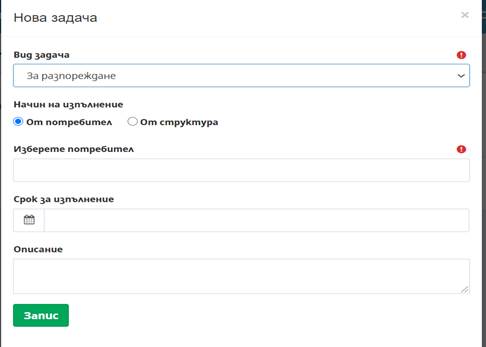 Нова задача
Вид задача
За разпореждане
Начин на изпълнение
От потребител От структура
Изберете потребител
Срок за изпълнение
Описание
Запис